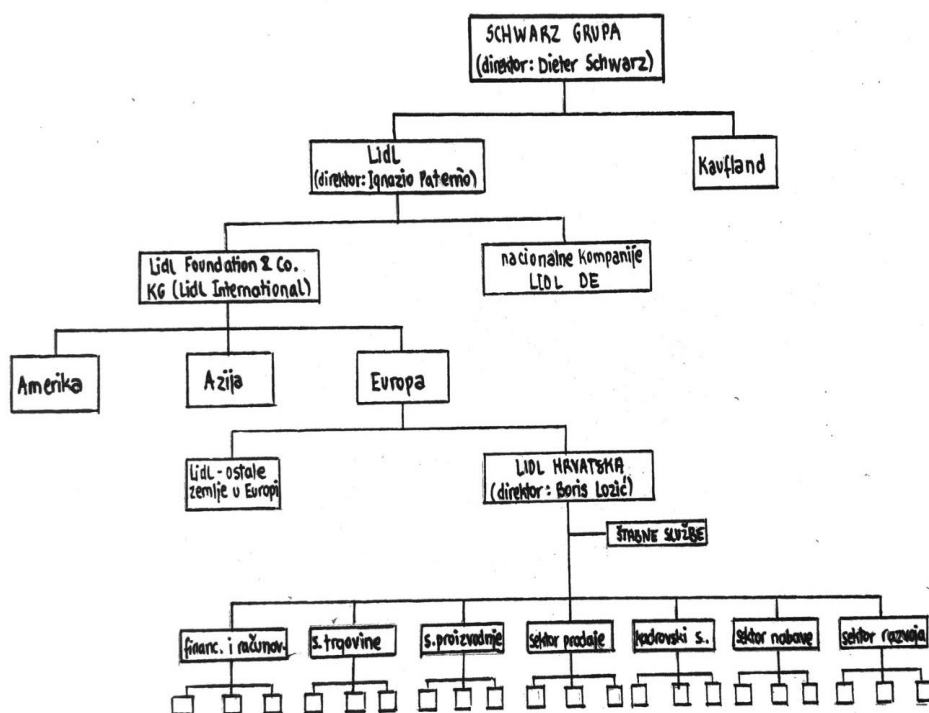 SCHWARZ GRUPA
(direktor: Dieter Schwarz)
Lidl
(direktor: Ignazio Paterno)
Kaufland
Lidl Foundation & Co.
KG (Lidl International)
nacionalne kompanije
LIDL DE
Amerika
Azija
Europa
Lidl - ostale
zemlje u Europi
LIDL HRVATSKA
(direktor: Boris Lozić)
ŠTABNE SLUŽBE
financ. i računov.
s. trgovine
s. proizvodnje
sektor prodaje
kadrovski s.
sektor nabave
sektor razvoja